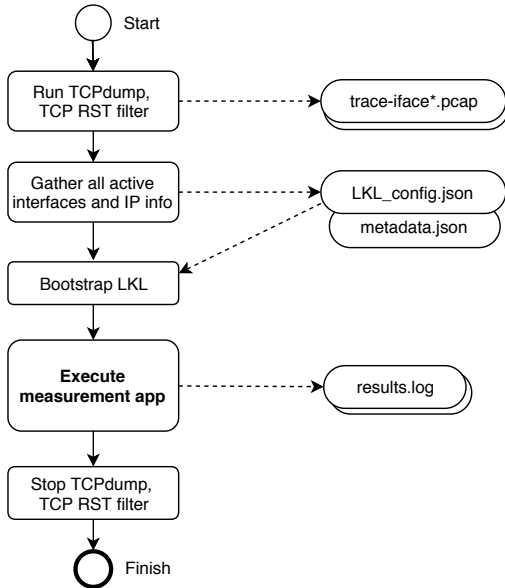 Start
Run TCPdump,
TCP RST filter
trace-iface*.pcap
Gather all active
interfaces and IP info
LKL_config.json
metadata.json
Bootstrap LKL
Execute
measurement app
results.log
Stop TCPdump,
TCP RST filter
Finish